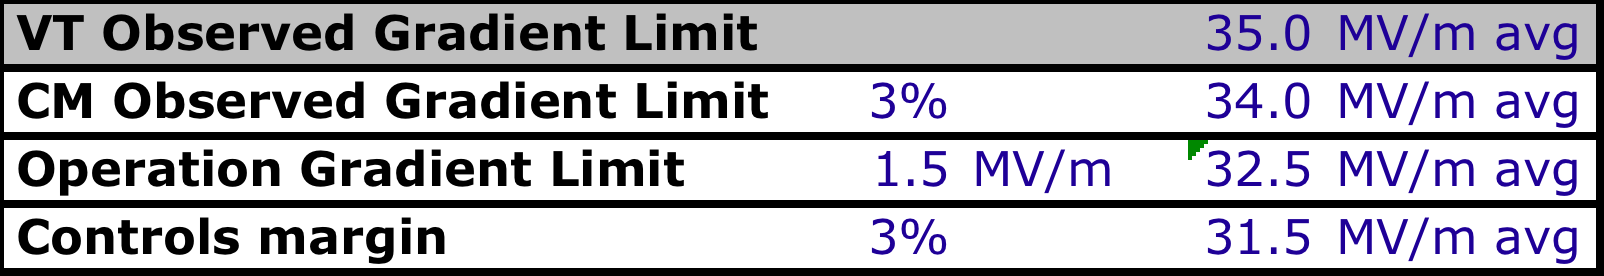 VT Observed Gradient Limit 35.0 MV/m avg
CM Observed Gradient Limit 3% 34.0 MV/m avg
Operation Gradient Limit 1.5 MV/m 32.5 MV/m avg
Controls margin 3% 31.5 MV/m avg